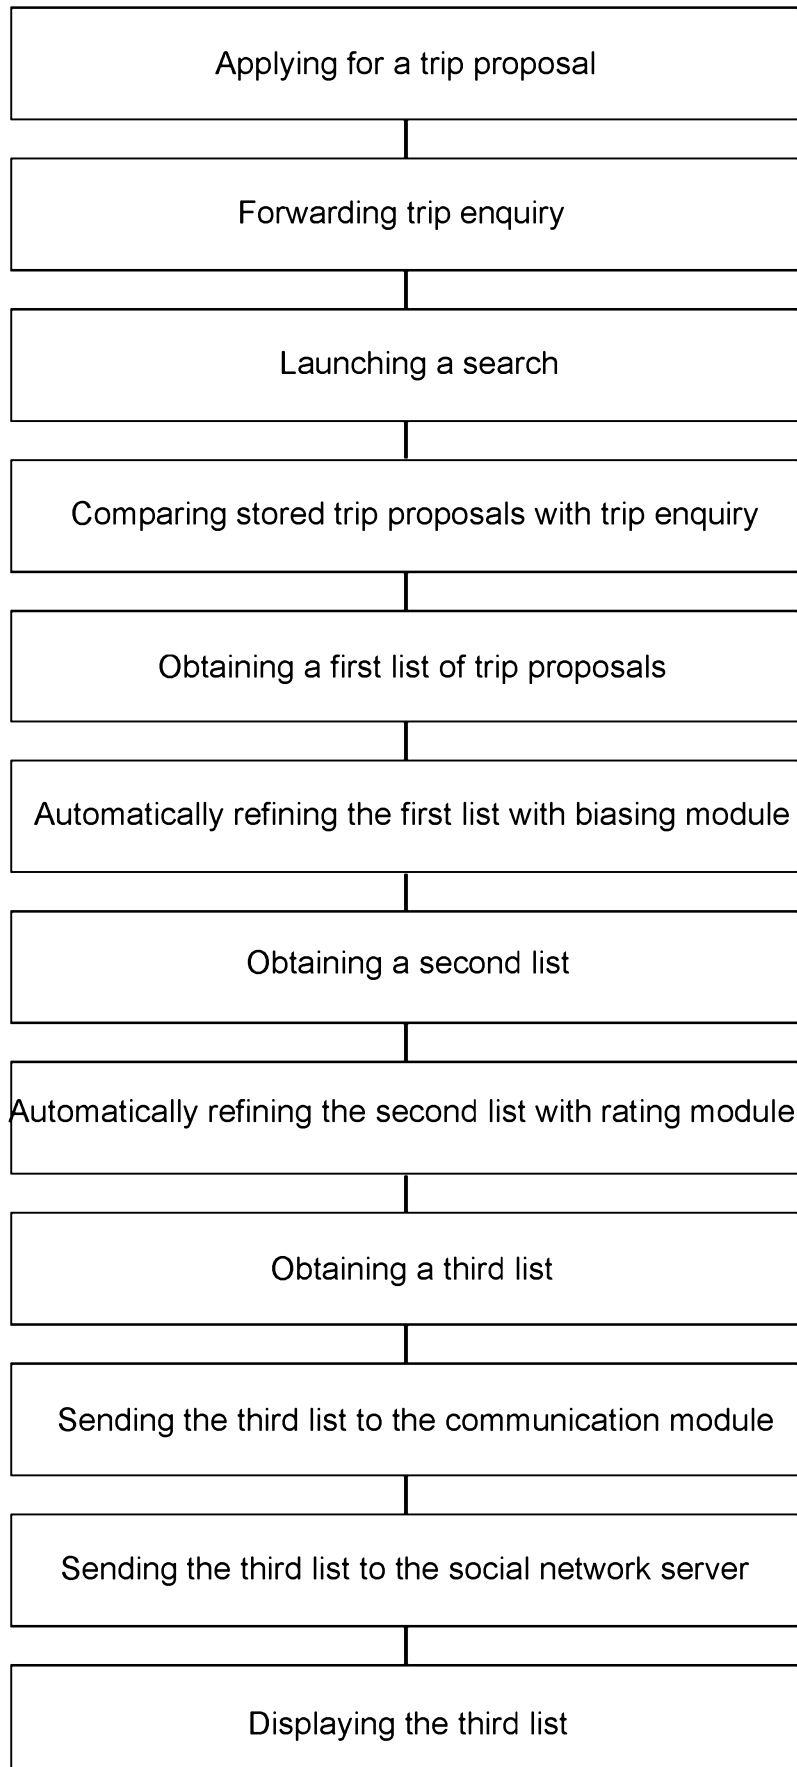 Applying for a trip proposal
Forwarding trip enquiry
Launching a search
Comparing stored trip proposals with trip enquiry
Obtaining a first list of trip proposals
Automatically refining the first list with biasing module
Obtaining a second list
Automatically refining the second list with rating module
Obtaining a third list
Sending the third list to the communication module
Sending the third list to the social network server
Displaying the third list